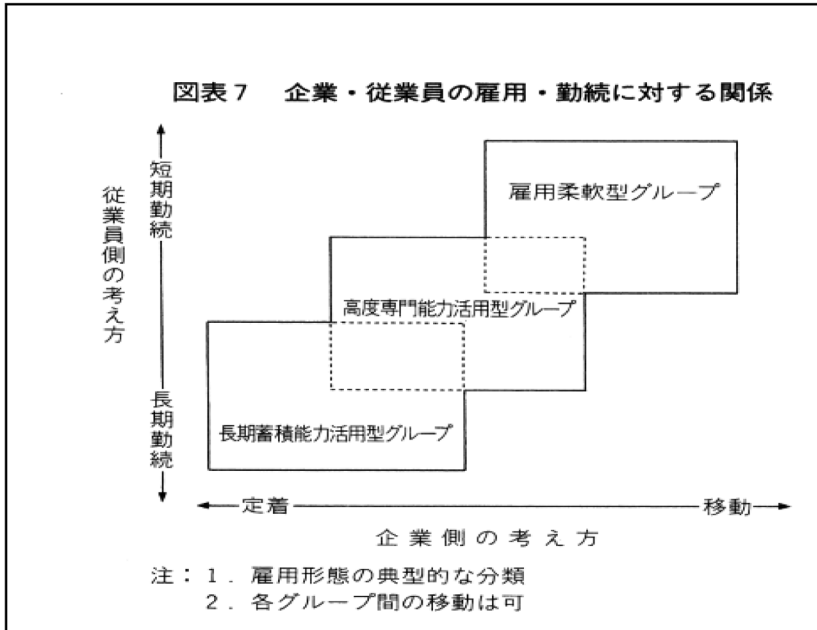 図表7 企業・従業員の雇用・勤続に対する関係
従業員側の考え方
短期勤続
長期勤続
雇用柔軟型グループ
高度専門能力活用型グループ
長期蓄積能力活用型グループ
定着
移動
企業側の考え方
注：1．雇用形態の典型的な分類
2．各グループ間の移動は可